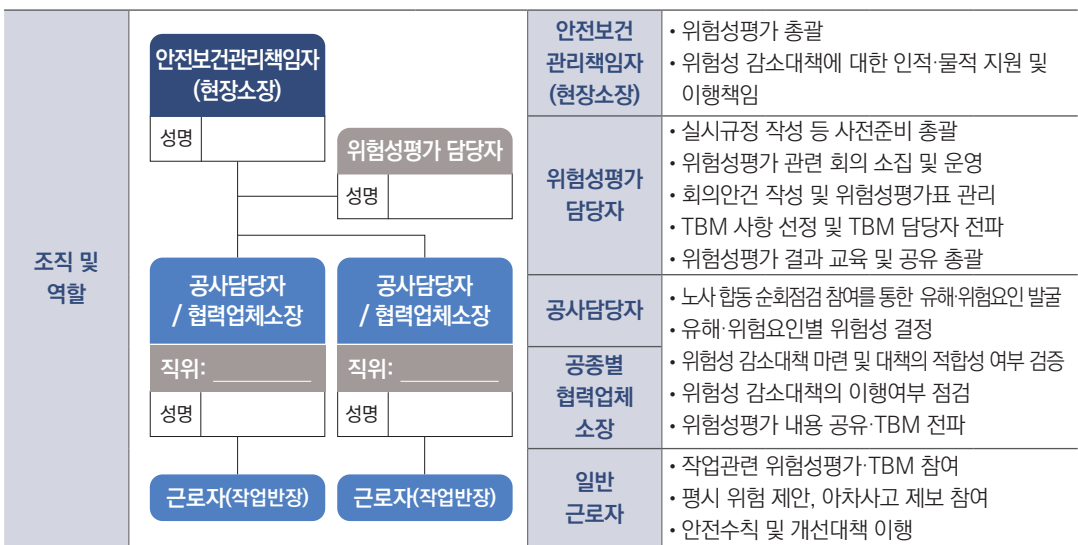 조직 및
역할
안전보건관리책임자
(현장소장)
성명
위험성평가 담당자
성명
공사담당자
/ 협력업체소장
직위:
성명
공사담당자
/ 협력업체소장
직위:
성명
근로자(작업반장)
근로자(작업반장)
안전보건
관리책임자
(현장소장)
• 위험성평가 총괄
• 위험성 감소대책에 대한 인적·물적 지원 및
이행책임
위험성평가
담당자
• 실시규정 작성 등 사전준비 총괄
• 위험성평가 관련 회의 소집 및 운영
• 회의안건 작성 및 위험성평가표 관리
• TBM 사항 선정 및 TBM 담당자 전파
• 위험성평가 결과 교육 및 공유 총괄
공사담당자
공종별
협력업체
소장
• 노사 합동 순회점검 참여를 통한 유해·위험요인 발굴
• 유해·위험요인별 위험성 결정
• 위험성 감소대책 마련 및 대책의 적합성 여부 검증
• 위험성 감소대책의 이행여부 점검
• 위험성평가 내용 공유·TBM 전파
일반
근로자
• 작업관련 위험성평가·TBM 참여
• 평시 위험 제안, 아차사고 제보 참여
• 안전수칙 및 개선대책 이행